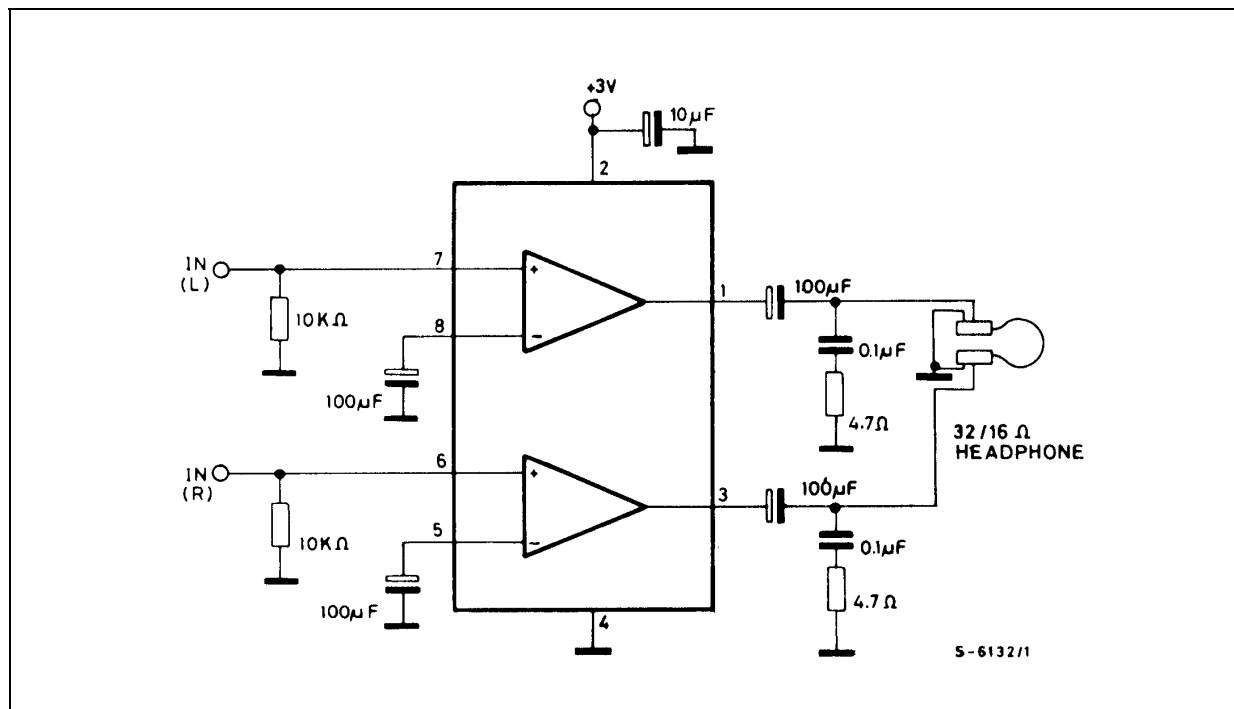 +3V
10µF
2
IN
(L)
7
10KΩ
8
100µF
1
100µF
0.1µF
4.7Ω
32/16 Ω
HEADPHONE
IN
(R)
6
10KΩ
5
100µF
3
100µF
0.1µF
4.7Ω
4
S-6132/1
+
−
+
−